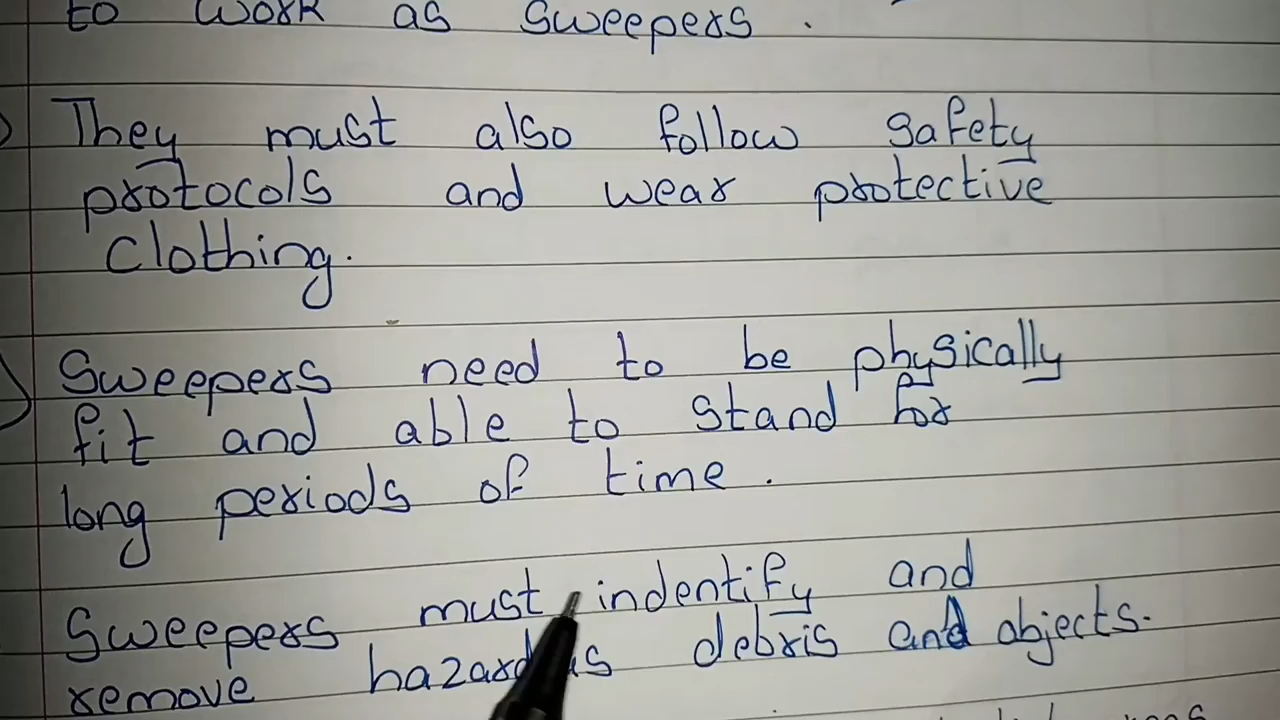 to work as sweepers.
They must also follow safety
protocols and wear protective
clothing.
Sweepers need to be physically
fit and able to stand for
long periods of time.
Sweepers must indentify and
remove debris and objects.